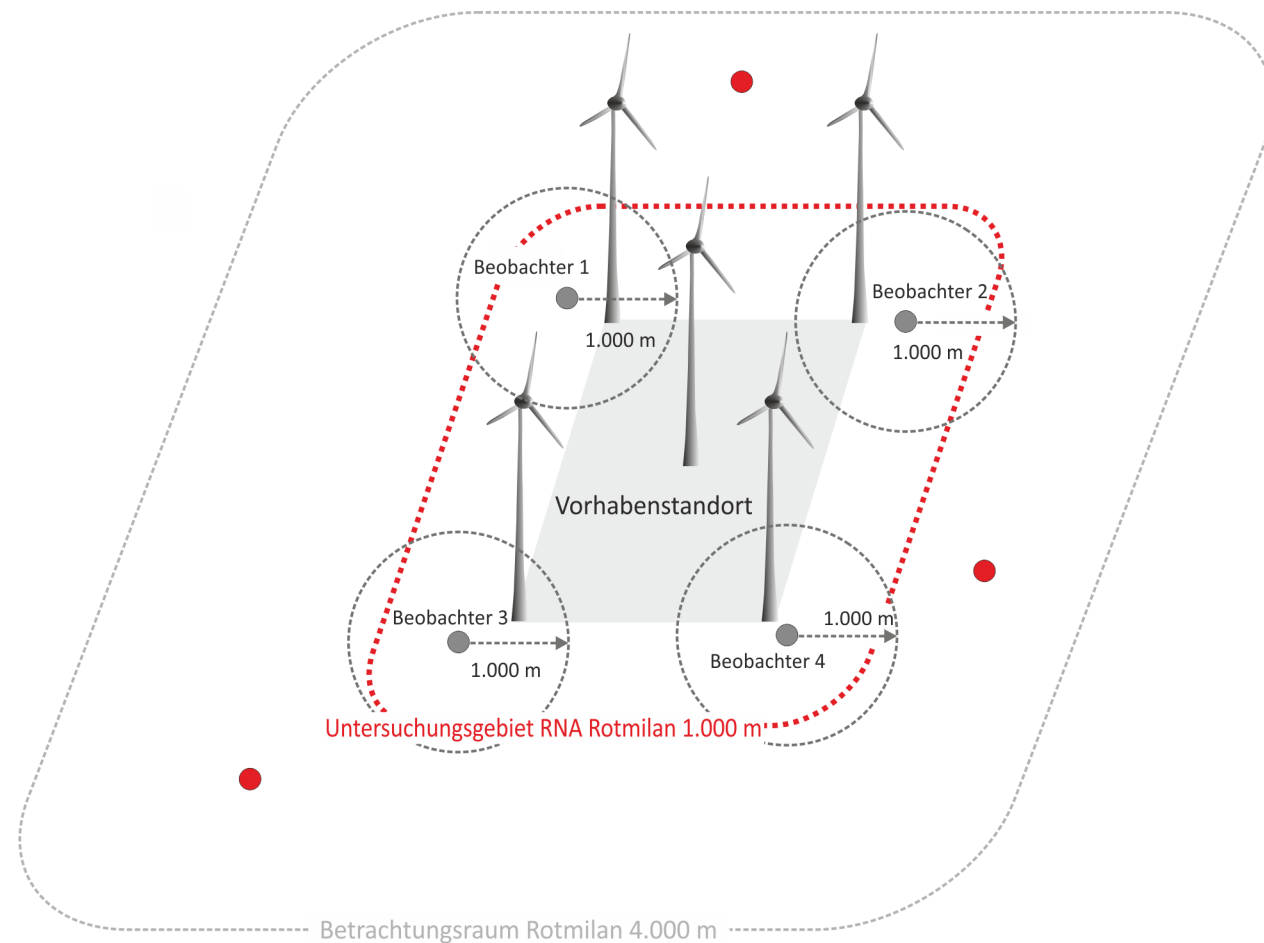 Beobachter 1
1.000 m
Beobachter 2
1.000 m
Vorhabenstandort
Beobachter 3
1.000 m
1.000 m
Beobachter 4
Untersuchungsgebiet RNA Rotmilan 1.000 m
Betrachtungsraum Rotmilan 4.000 m